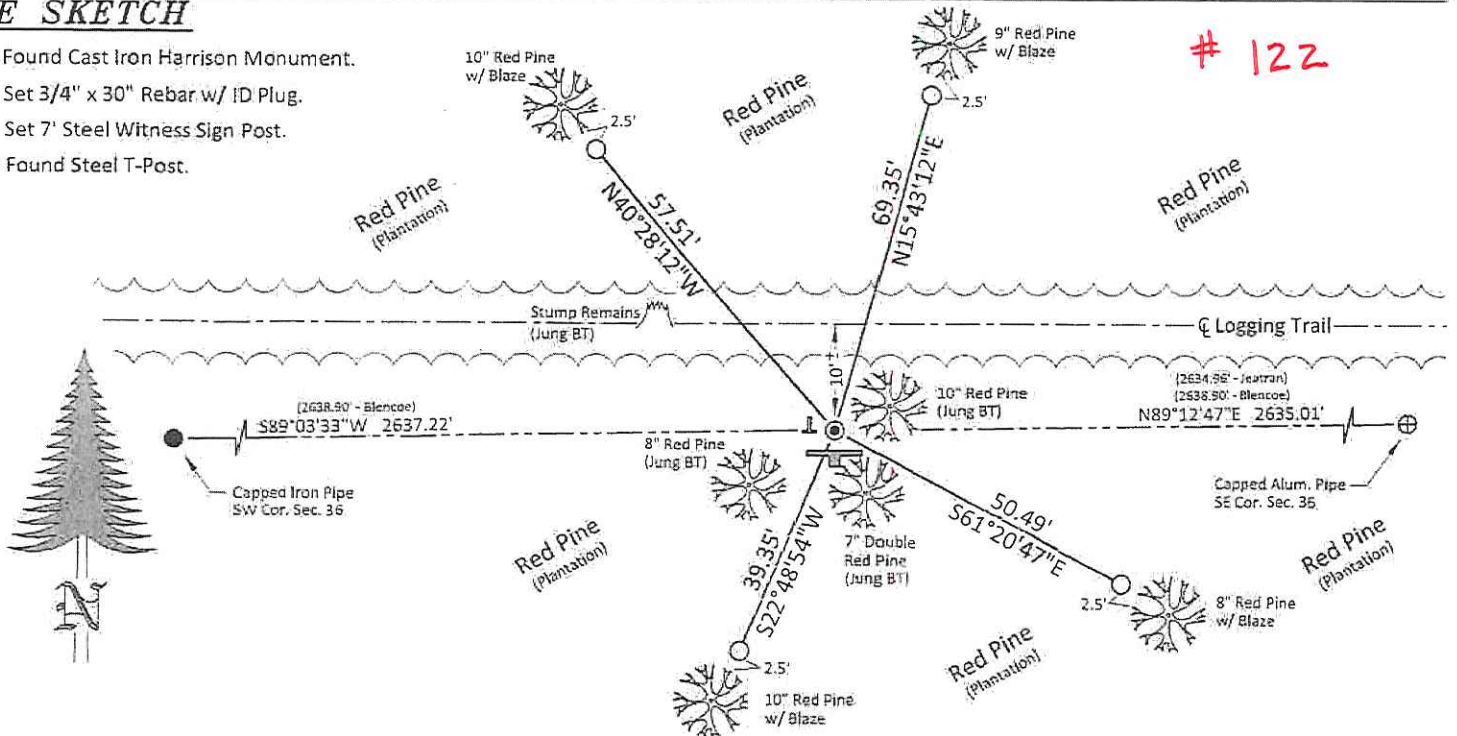 E SKETCH
Found Cast Iron Harrison Monument.
Set 3/4" x 30" Rebar w/ ID Plug.
Set 7' Steel Witness Sign Post.
Found Steel T-Post.
# 122
10" Red Pine
w/ Blaze
2.5'
9" Red Pine
w/ Blaze
2.5'
Red Pine
(Plantation)
Red Pine
(Plantation)
Red Pine
(Plantation)
57.51'
N40°28'12"W
69.35'
N15°43'12"E
Stump Remains
(Jung BT)
℄ Logging Trail
10'±
10" Red Pine
(Jung BT)
(2638.90' - Blencoe)
S89°03'33"W 2637.22'
(2634.96' - Jeatran)
(2638.90' - Blencoe)
N89°12'47"E 2635.01'
8" Red Pine
(Jung BT)
Capped Iron Pipe
SW Cor. Sec. 36
Capped Alum. Pipe
SE Cor. Sec. 36
7" Double
Red Pine
(Jung BT)
50.49'
S61°20'47"E
39.35'
S22°48'54"W
Red Pine
(Plantation)
Red Pine
(Plantation)
Red Pine
(Plantation)
2.5'
8" Red Pine
w/ Blaze
2.5'
10" Red Pine
w/ Blaze
N